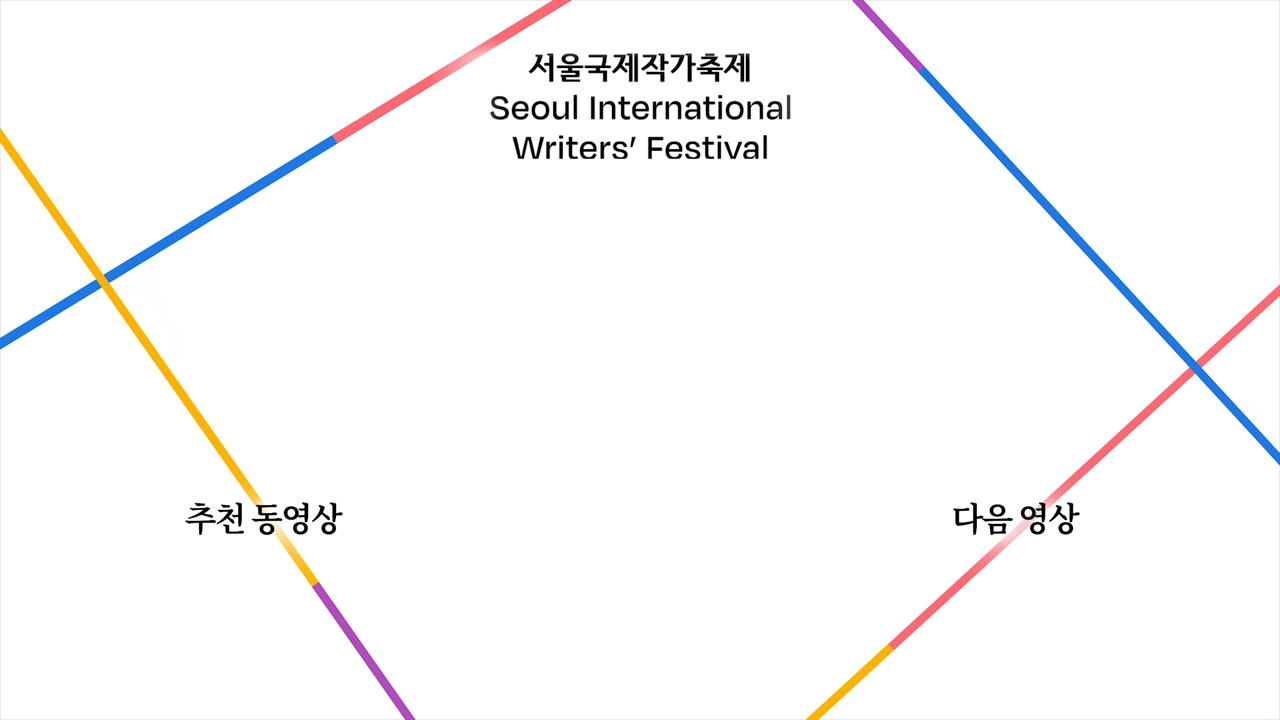 서울국제작가축제
Seoul International
Writers’ Festival
추천 동영상
다음 영상